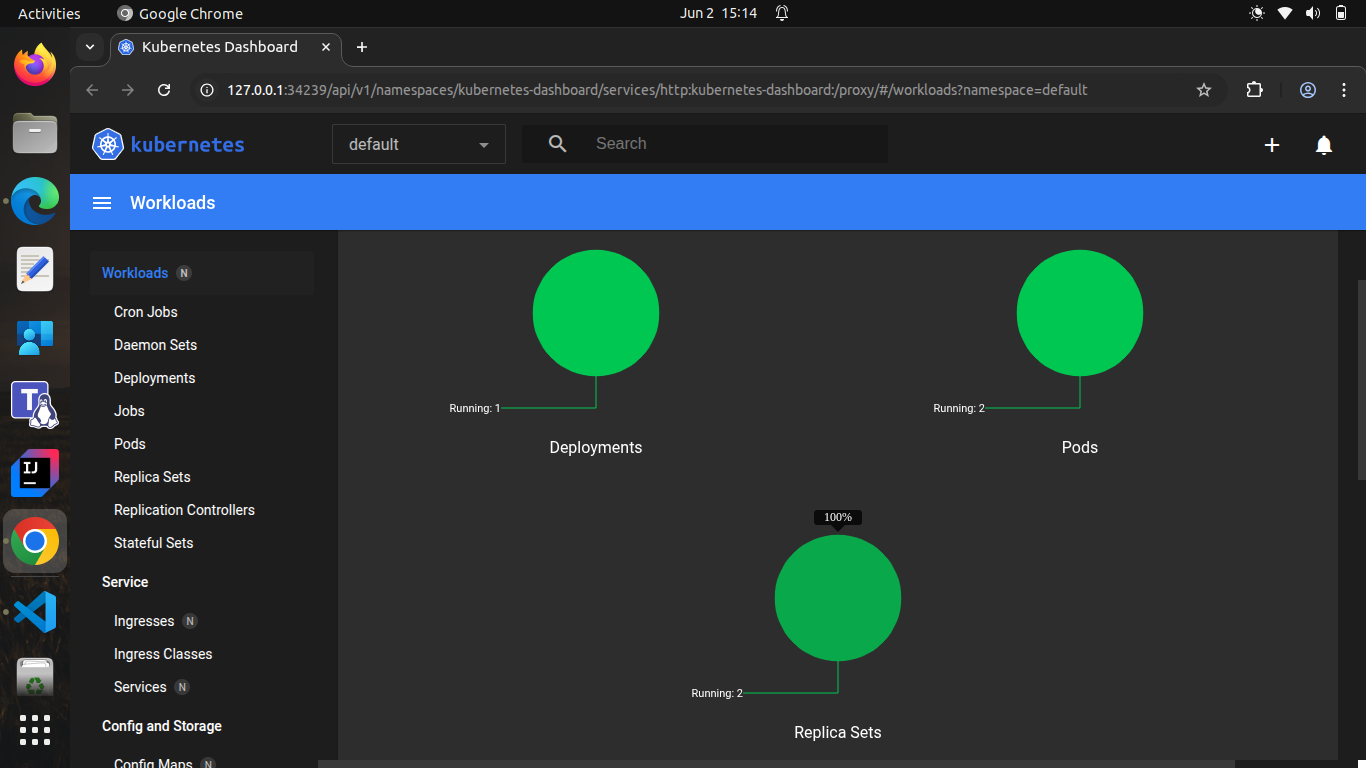 Activities Google Chrome Jun 2 15:14
Kubernetes Dashboard
127.0.0.1:34239/api/v1/namespaces/kubernetes-dashboard/services/http:kubernetes-dashboard:/proxy/#/workloads?namespace=default
kubernetes default Search
Workloads
Workloads N
Cron Jobs
Daemon Sets
Deployments
Jobs
Pods
Replica Sets
Replication Controllers
Stateful Sets
Service
Ingresses N
Ingress Classes
Services N
Config and Storage
Config Maps N
Running: 1
Deployments
Running: 2
Pods
100%
Running: 2
Replica Sets
T
IJ